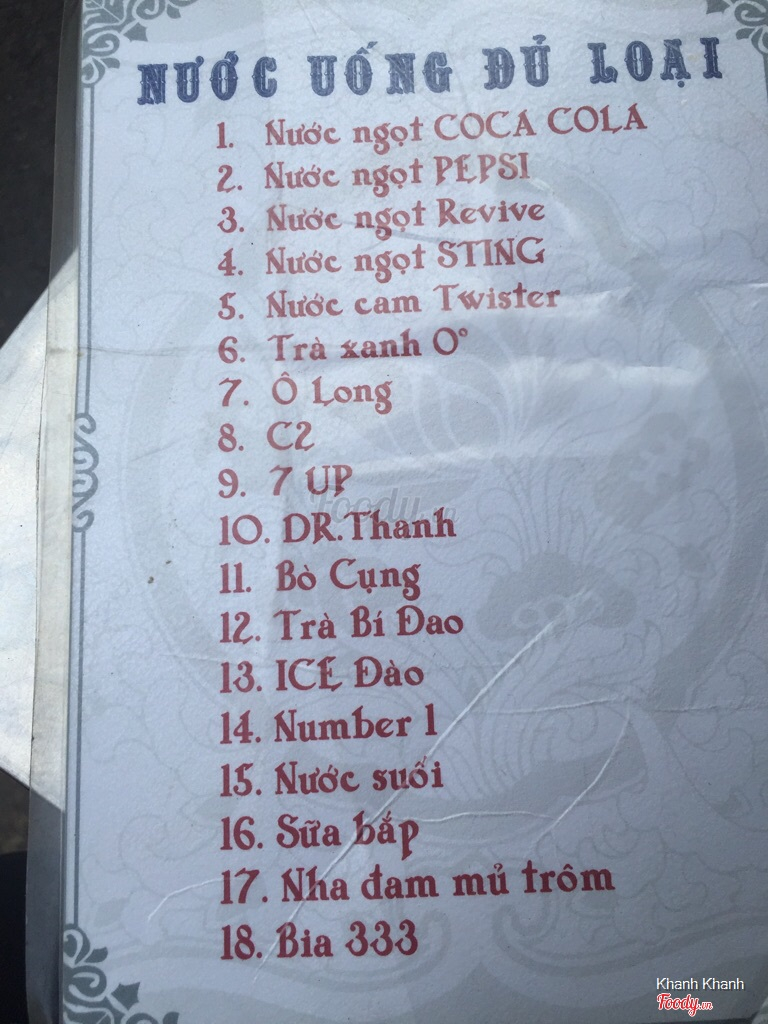 NƯỚC UỐNG ĐỦ LOẠI
1. Nước ngọt COCA COLA
2. Nước ngọt PEPSI
3. Nước ngọt Revive
4. Nước ngọt STING
5. Nước cam Twister
6. Trà xanh O°
7. Ô Long
8. C2
9. 7 UP
10. DR.Thanh
11. Bò Cụng
12. Trà Bí Đao
13. ICE Đào
14. Number 1
15. Nước suối
16. Sữa bắp
17. Nha đam mủ trôm
18. Bia 333
Foody.vn
Khanh Khanh
Foody.vn